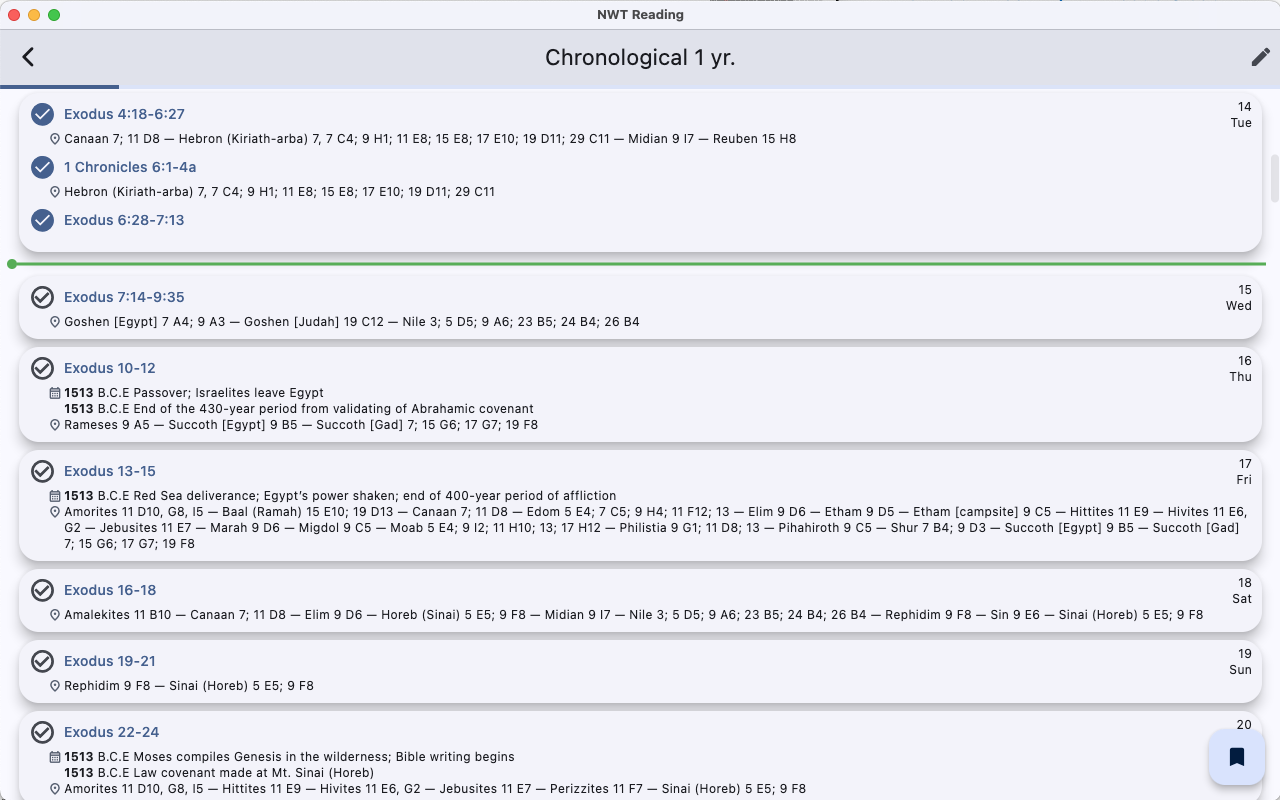 NWT Reading
Chronological 1 yr.
Exodus 4:18-6:27
14
Tue
Canaan 7; 11 D8 — Hebron (Kiriath-arba) 7, 7 C4; 9 H1; 11 E8; 15 E8; 17 E10; 19 D11; 29 C11 — Midian 9 I7 — Reuben 15 H8
1 Chronicles 6:1-4a
Hebron (Kiriath-arba) 7, 7 C4; 9 H1; 11 E8; 15 E8; 17 E10; 19 D11; 29 C11
Exodus 6:28-7:13
Exodus 7:14-9:35
15
Wed
Goshen [Egypt] 7 A4; 9 A3 — Goshen [Judah] 19 C12 — Nile 3; 5 D5; 9 A6; 23 B5; 24 B4; 26 B4
Exodus 10-12
16
Thu
1513 B.C.E Passover; Israelites leave Egypt
1513 B.C.E End of the 430-year period from validating of Abrahamic covenant
Rameses 9 A5 — Succoth [Egypt] 9 B5 — Succoth [Gad] 7; 15 G6; 17 G7; 19 F8
Exodus 13-15
17
Fri
1513 B.C.E Red Sea deliverance; Egypt's power shaken; end of 400-year period of affliction
Amorites 11 D10, G8, I5 — Baal (Ramah) 15 E10; 19 D13 — Canaan 7; 11 D8 — Edom 5 E4; 7 C5; 9 H4; 11 F12; 13 — Elim 9 D6 — Etham 9 D5 — Etham [campsite] 9 C5 — Hittites 11 E9 — Hivites 11 E6,
G2 — Jebusites 11 E7 — Marah 9 D6 — Migdol 9 C5 — Moab 5 E4; 9 I2; 11 H10; 13; 17 H12 — Philistia 9 G1; 11 D8; 13 — Pihahiroth 9 C5 — Shur 7 B4; 9 D3 — Succoth [Egypt] 9 B5 — Succoth [Gad]
7; 15 G6; 17 G7; 19 F8
Exodus 16-18
18
Sat
Amalekites 11 B10 — Canaan 7; 11 D8 — Elim 9 D6 — Horeb (Sinai) 5 E5; 9 F8 — Midian 9 I7 — Nile 3; 5 D5; 9 A6; 23 B5; 24 B4; 26 B4 — Rephidim 9 F8 — Sin 9 E6 — Sinai (Horeb) 5 E5; 9 F8
Exodus 19-21
19
Sun
Rephidim 9 F8 — Sinai (Horeb) 5 E5; 9 F8
Exodus 22-24
20
1513 B.C.E Moses compiles Genesis in the wilderness; Bible writing begins
1513 B.C.E Law covenant made at Mt. Sinai (Horeb)
Amorites 11 D10, G8, I5 — Hittites 11 E9 — Hivites 11 E6, G2 — Jebusites 11 E7 — Perizzites 11 F7 — Sinai (Horeb) 5 E5; 9 F8